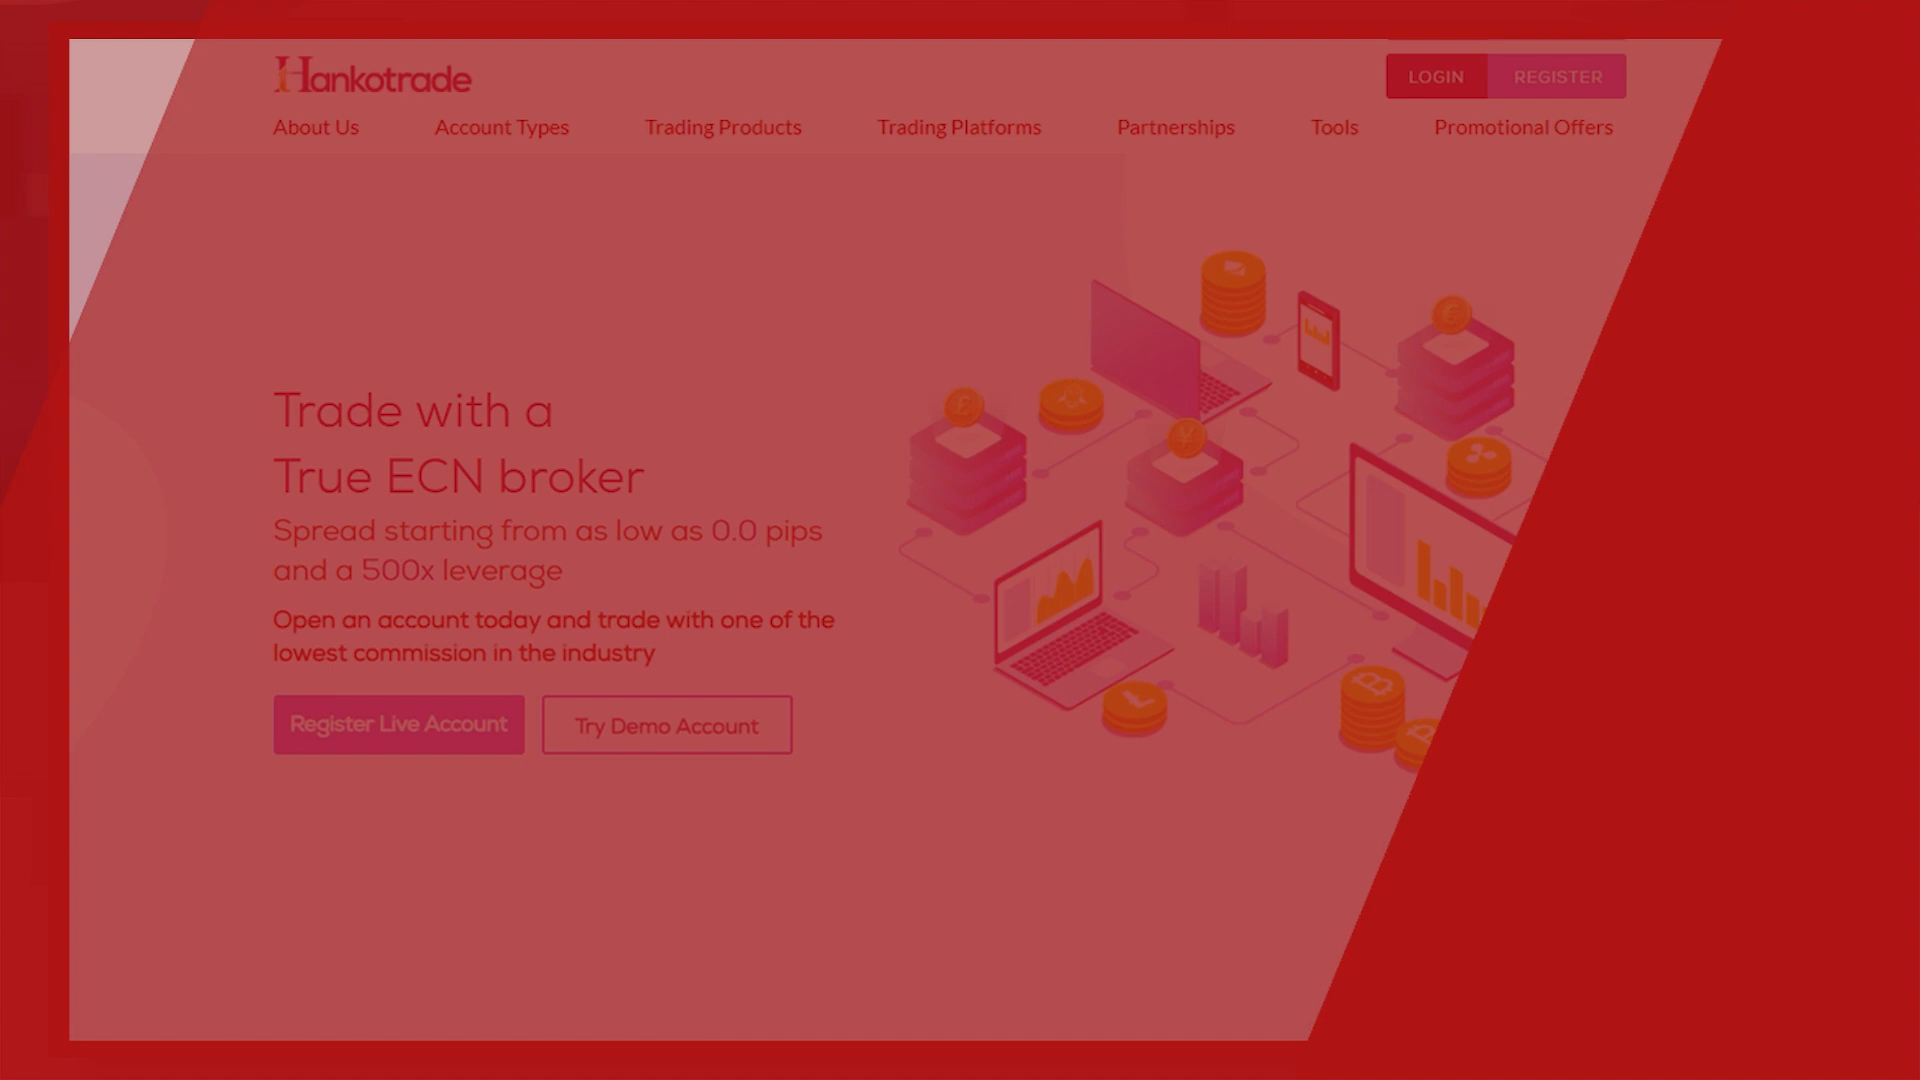 Hankotrade
LOGIN REGISTER
About Us Account Types Trading Products Trading Platforms Partnerships Tools Promotional Offers
Trade with a
True ECN broker
Spread starting from as low as 0.0 pips
and a 500x leverage
Open an account today and trade with one of the
lowest commission in the industry
Register Live Account Try Demo Account